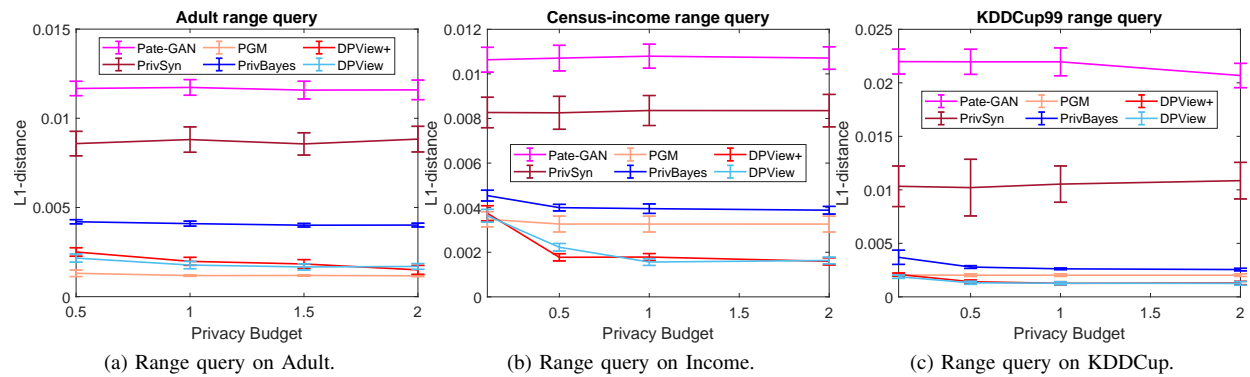 Adult range query
0.015
0.01
0.005
0
L1-distance
Pate-GAN PGM DPView+
PrivSyn PrivBayes DPView
0.5 1 1.5 2
Privacy Budget
(a) Range query on Adult.
Census-income range query
0.012
0.01
0.008
0.006
0.004
0.002
0
L1-distance
Pate-GAN PGM DPView+
PrivSyn PrivBayes DPView
0.5 1 1.5 2
Privacy Budget
(b) Range query on Income.
KDDCup99 range query
0.025
0.02
0.015
0.01
0.005
0
L1-distance
Pate-GAN PGM DPView+
PrivSyn PrivBayes DPView
0.5 1 1.5 2
Privacy Budget
(c) Range query on KDDCup.